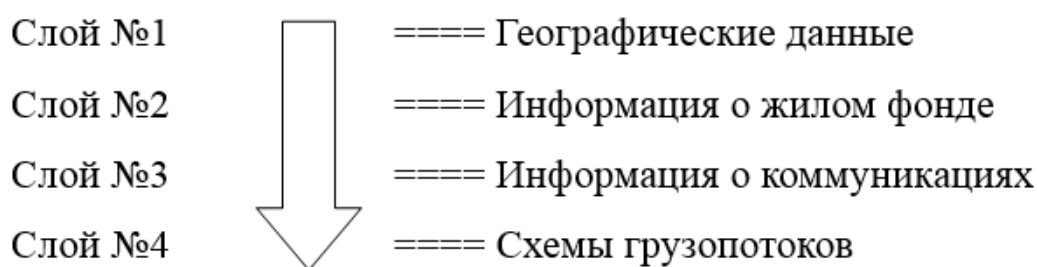 Слой №1 ==== Географические данные
Слой №2 ==== Информация о жилом фонде
Слой №3 ==== Информация о коммуникациях
Слой №4 ==== Схемы грузопотоков